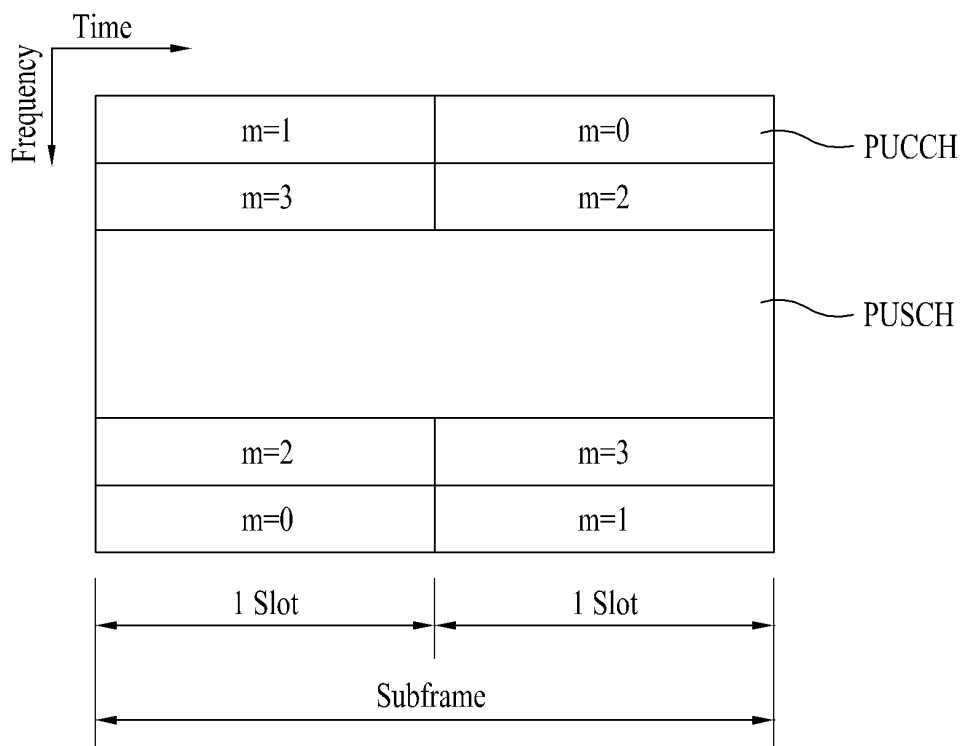 Time
Frequency
m=1
m=0
PUCCH
m=3
m=2
PUSCH
m=2
m=3
m=0
m=1
1 Slot
1 Slot
Subframe